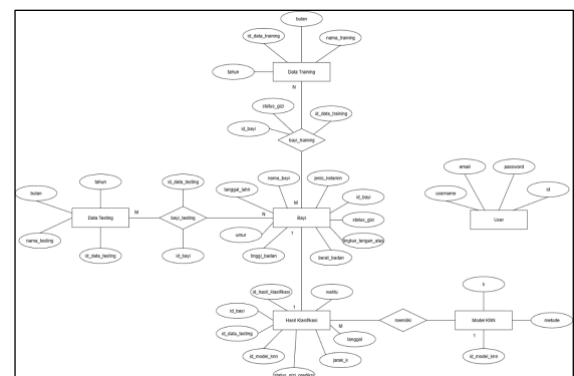 bulan
id_data_training
nama_training
tahun
Data Training
N
status_gizi
id_data_training
id_bayi
bayi_training
email
password
username
id
User
tahun
id_data_testing
bulan
M
Data Testing
bayi_testing
N
nama_testing
id_data_testing
id_bayi
nama_bayi
jenis_kelamin
tanggal_lahir
M
id_bayi
Bayi
status_gizi
umur
1
lingkar_lengan_atas
tinggi_badan
berat_badan
id_hasil_klasifikasi
waktu
id_bayi
1
id_data_testing
Hasil Klasifikasi
M
tanggal
id_model_knn
jarak_k
status_gizi_prediksi
memiliki
k
Model KNN
metode
1
id_model_knn